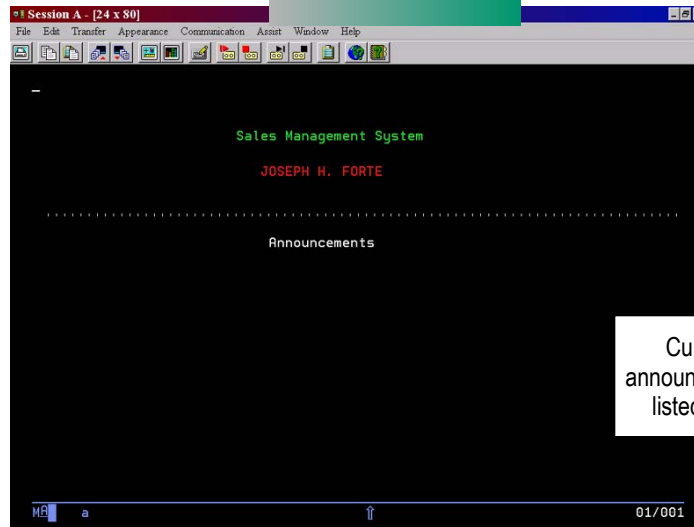 Session A - [24 x 80]
File Edit Transfer Appearance Communication Assist Window Help
Sales Management System
JOSEPH H. FORTE
Announcements
Cu
announ
listed
MA a 01/001